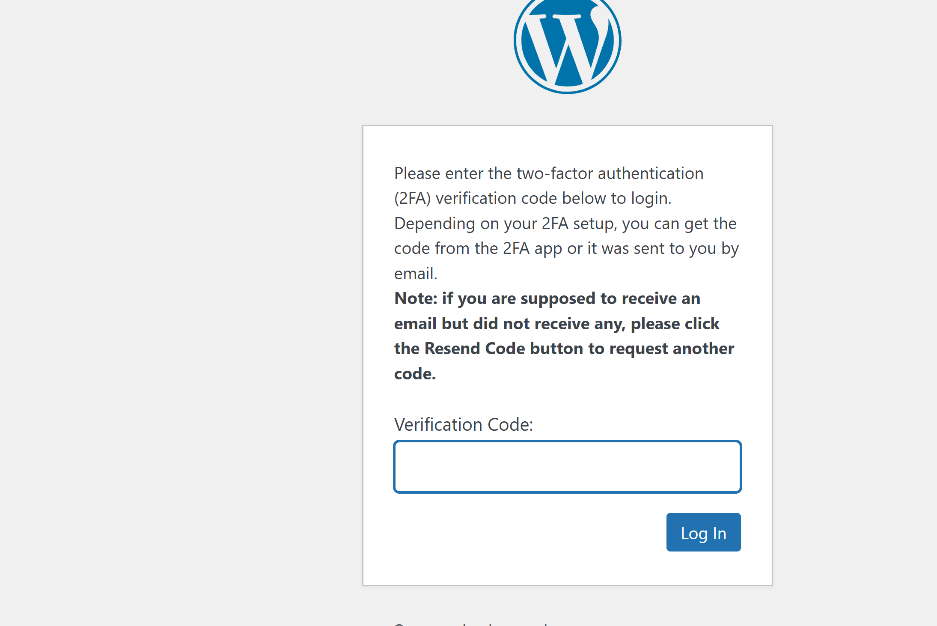 Please enter the two-factor authentication
(2FA) verification code below to login.
Depending on your 2FA setup, you can get the
code from the 2FA app or it was sent to you by
email.
Note: if you are supposed to receive an
email but did not receive any, please click
the Resend Code button to request another
code.
Verification Code:
Log In